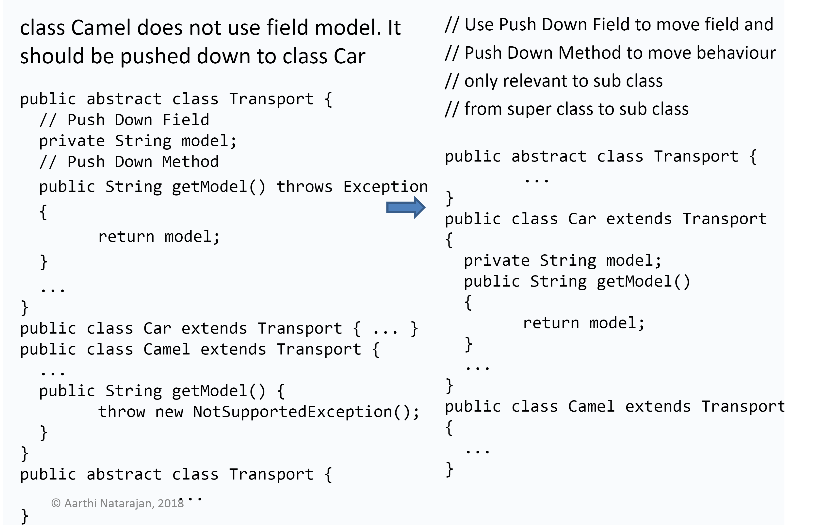 class Camel does not use field model. It
should be pushed down to class Car
public abstract class Transport {
// Push Down Field
private String model;
// Push Down Method
public String getModel() throws Exception
{
return model;
}
...
}
public class Car extends Transport { ... }
public class Camel extends Transport {
...
public String getModel() {
throw new NotSupportedException();
}
}
public abstract class Transport {
...
}
© Aarthi Natarajan, 2018
// Use Push Down Field to move field and
// Push Down Method to move behaviour
// only relevant to sub class
// from super class to sub class
public abstract class Transport {
...
}
public class Car extends Transport
{
private String model;
public String getModel()
{
return model;
}
...
}
public class Camel extends Transport
{
...
}